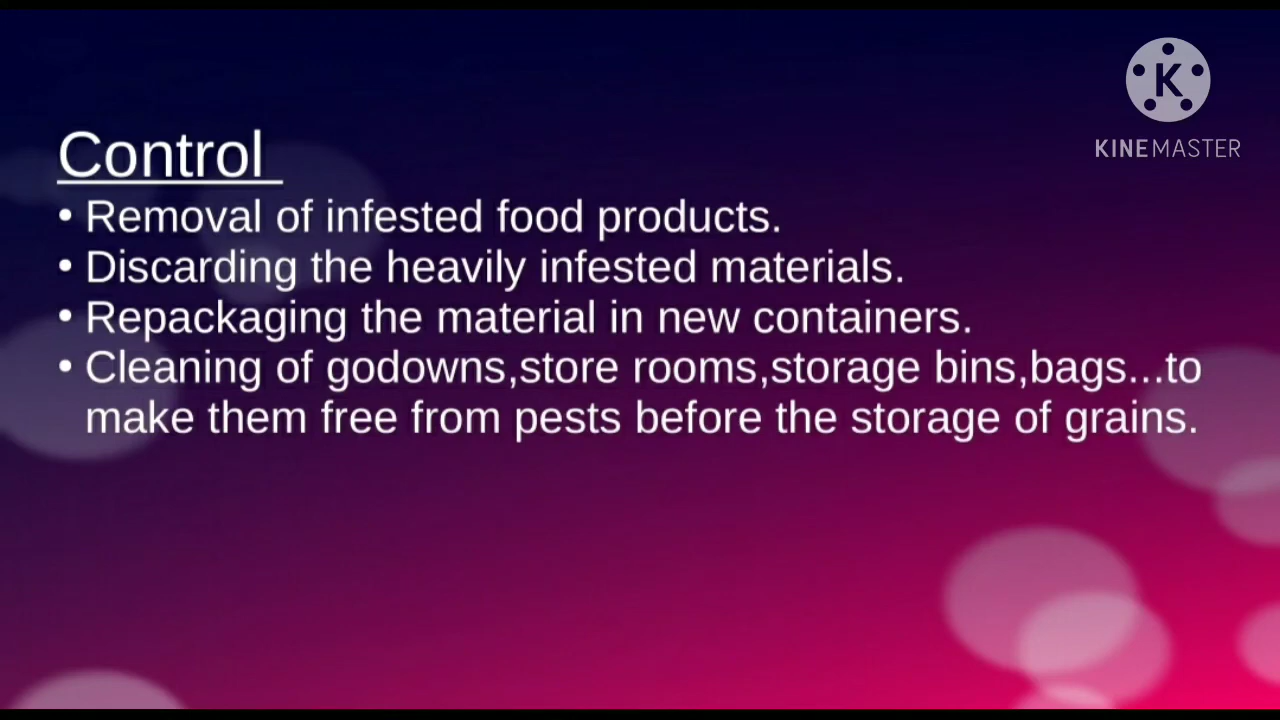 K
KINEMASTER
Control
• Removal of infested food products.
• Discarding the heavily infested materials.
• Repackaging the material in new containers.
• Cleaning of godowns,store rooms,storage bins,bags...to
make them free from pests before the storage of grains.